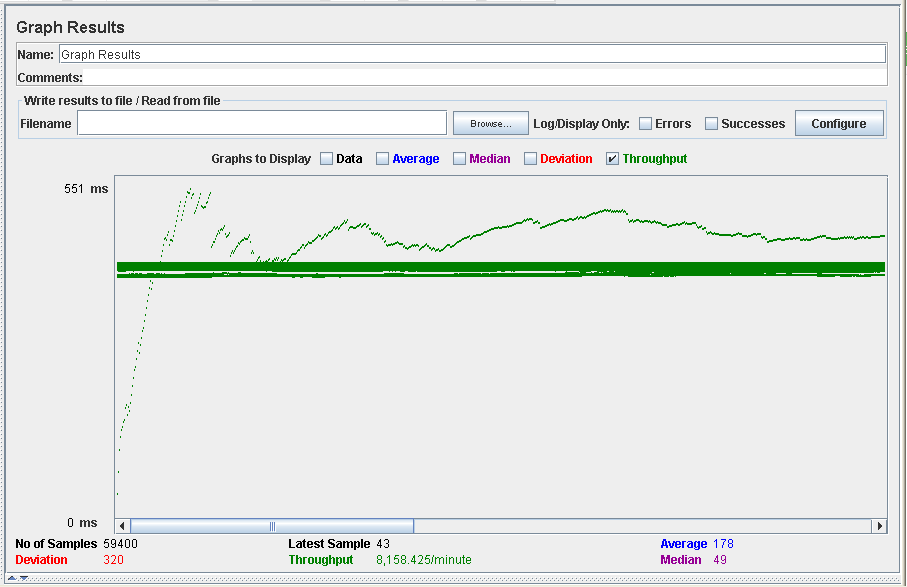 Graph Results
Name: Graph Results
Comments:
Write results to file / Read from file
Filename Browse... Log/Display Only: Errors Successes Configure
Graphs to Display Data Average Median Deviation Throughput
551 ms
0 ms
No of Samples 59400 Latest Sample 43 Average 178
Deviation 320 Throughput 8,158.425/minute Median 49